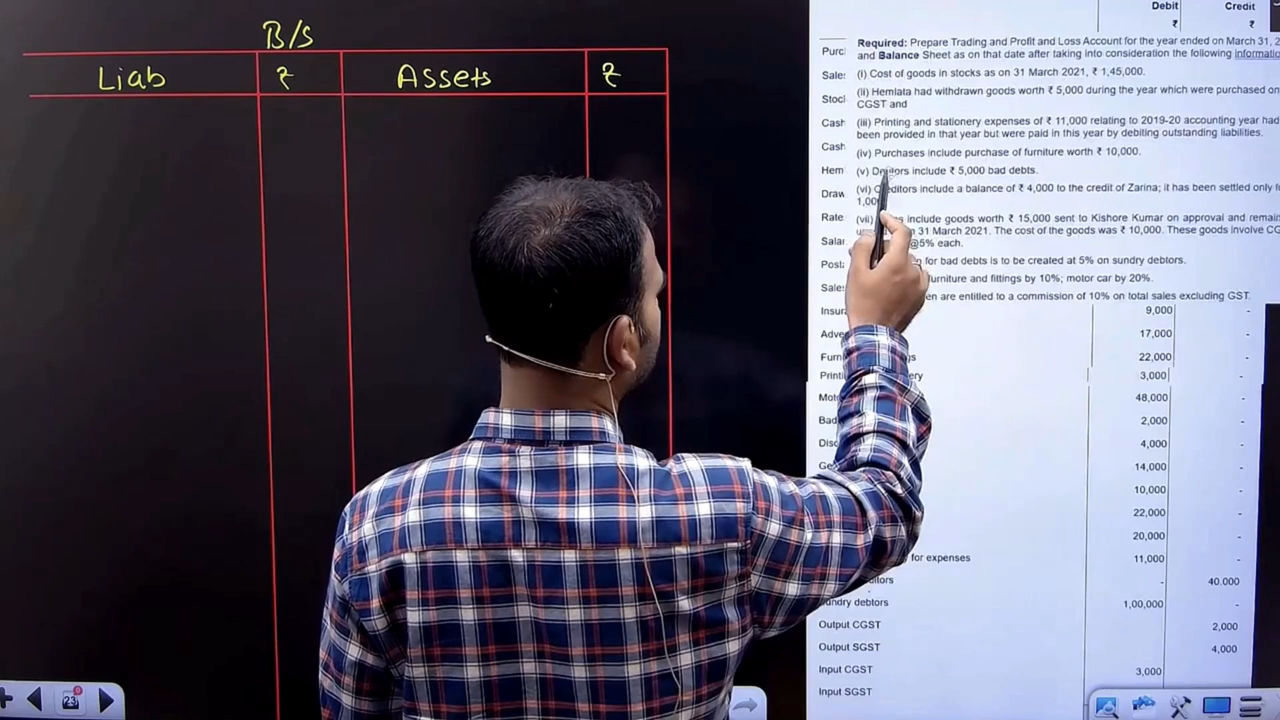 B/S
Liab ₹ Assets ₹
Debit Credit
₹ ₹
Required: Prepare Trading and Profit and Loss Account for the year ended on March 31,
and Balance Sheet as on that date after taking into consideration the following
(i) Cost of goods in stocks as on 31 March 2021, ₹ 1,45,000.
(ii) Hemlata had withdrawn goods worth ₹ 5,000 during the year which were purchased on
CGST and
(iii) Printing and stationery expenses of ₹ 11,000 relating to 2019-20 accounting year had
been provided in that year but were paid in this year by debiting outstanding liabilities.
(iv) Purchases include purchase of furniture worth ₹ 10,000.
(v) Debtors include ₹ 5,000 bad debts.
(vi) Creditors include a balance of ₹ 4,000 to the credit of Zarina; it has been settled only
(vii) include goods worth ₹ 15,000 sent to Kishore Kumar on approval and
31 March 2021. The cost of the goods was ₹ 10,000. These goods involve
@5% each.
for bad debts is to be created at 5% on sundry debtors.
furniture and fittings by 10%; motor car by 20%.
are entitled to a commission of 10% on total sales excluding GST.
Purc
Sale
Stoc
Cash
Cash
Hem
Draw
Rate
Salar
Post
Sale
Insur 9,000 -
Adve 17,000 -
Furn 22,000 -
Printi 3,000 -
Moto 48,000 -
Bad 2,000 -
Disc 4,000 -
Ge 14,000 -
10,000 -
22,000 -
20,000 -
for expenses 11,000 -
- 40.000
debtors 1,00,000 -
Output CGST 2,000
Output SGST 4,000
Input CGST 3,000 -
Input SGST
23